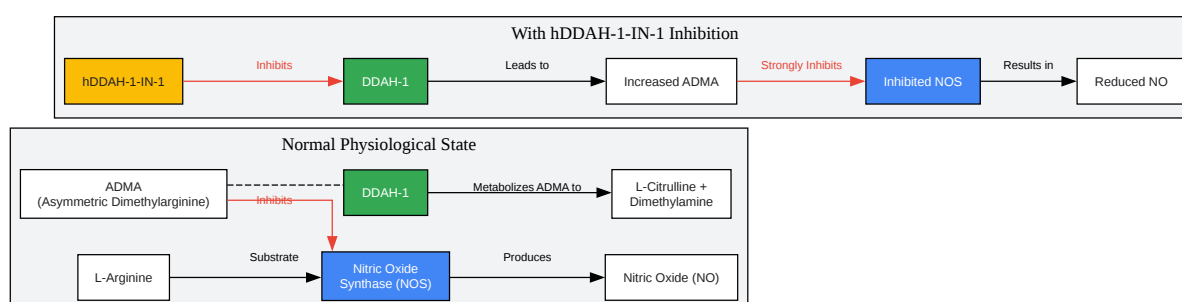 With hDDAH-1-IN-1 Inhibition
hDDAH-1-IN-1
Inhibits
DDAH-1
Leads to
Increased ADMA
Strongly Inhibits
Inhibited NOS
Results in
Reduced NO
Normal Physiological State
ADMA
(Asymmetric Dimethylarginine)
Inhibits
DDAH-1
Metabolizes ADMA to
L-Citrulline +
Dimethylamine
L-Arginine
Substrate
Nitric Oxide
Synthase (NOS)
Produces
Nitric Oxide (NO)